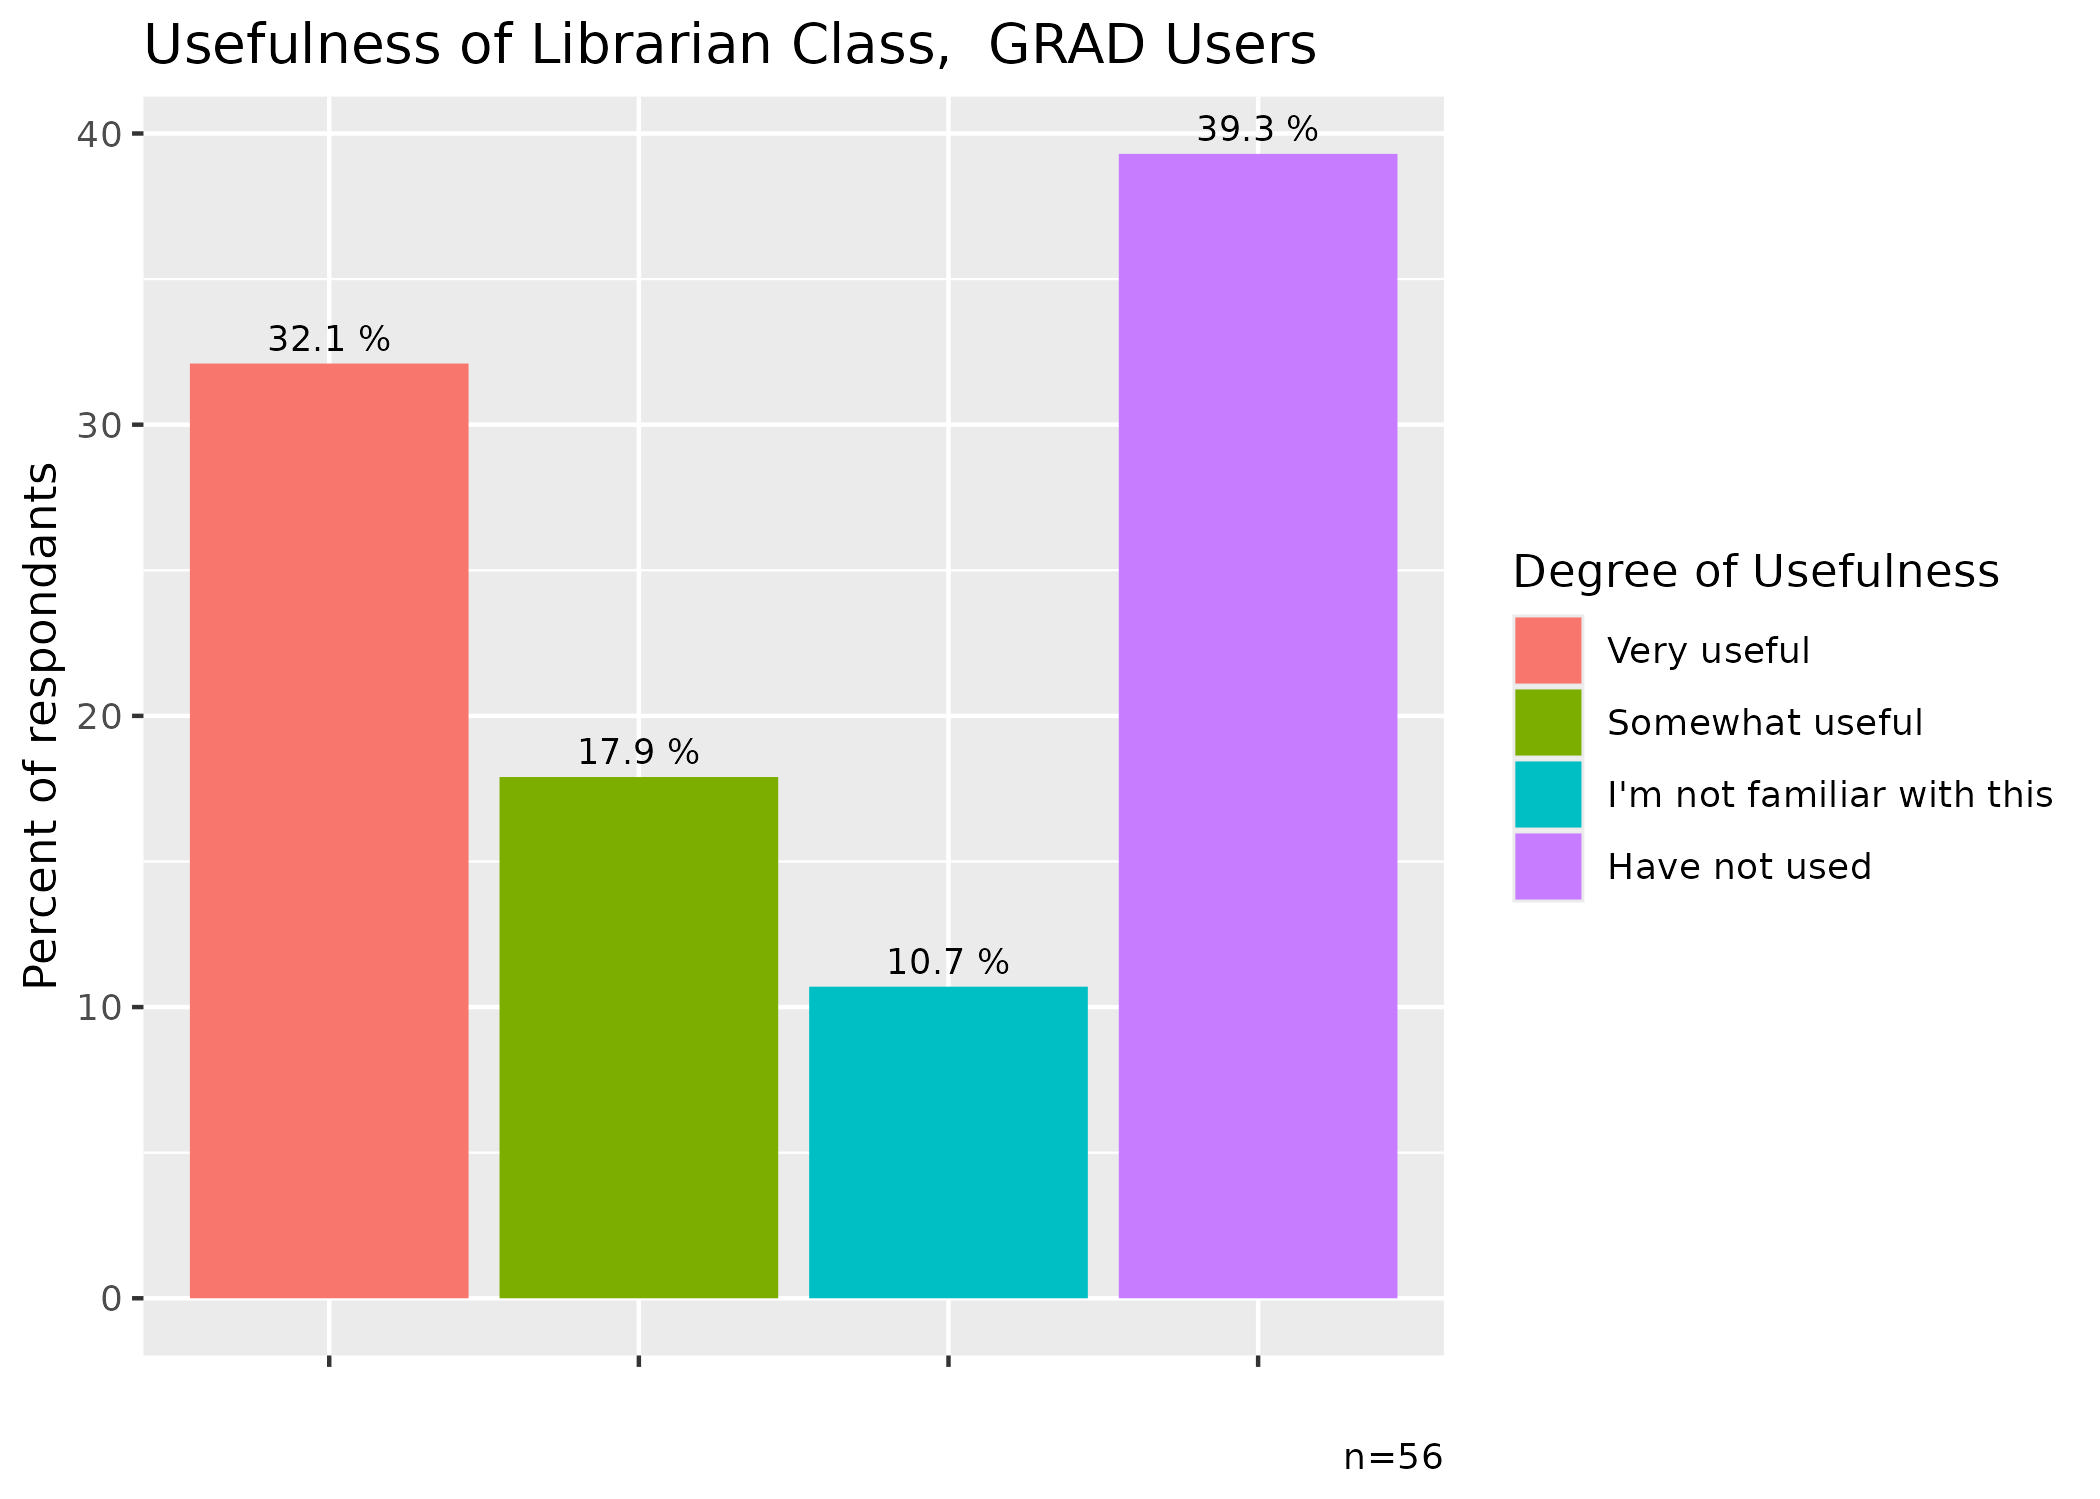 Usefulness of Librarian Class,  GRAD Users
Percent of respondants
40
30
20
10
0
32.1 %
17.9 %
10.7 %
39.3 %
Degree of Usefulness
Very useful
Somewhat useful
I'm not familiar with this
Have not used
n=56